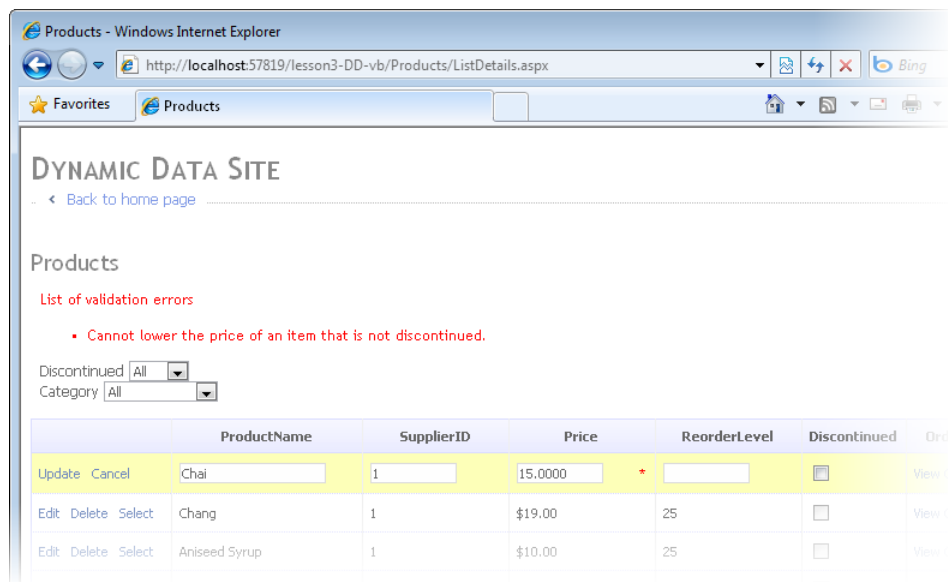 Products - Windows Internet Explorer
http://localhost:57819/lesson3-DD-vb/Products/ListDetails.aspx
Bing
Favorites
Products
DYNAMIC DATA SITE
Back to home page
Products
List of validation errors
Cannot lower the price of an item that is not discontinued.
Discontinued All
Category All
ProductName SupplierID Price ReorderLevel Discontinued
Update Cancel Chai 1 15.0000 * View
Edit Delete Select Chang 1 $19.00 25 View
Edit Delete Select Aniseed Syrup 1 $10.00 25 View